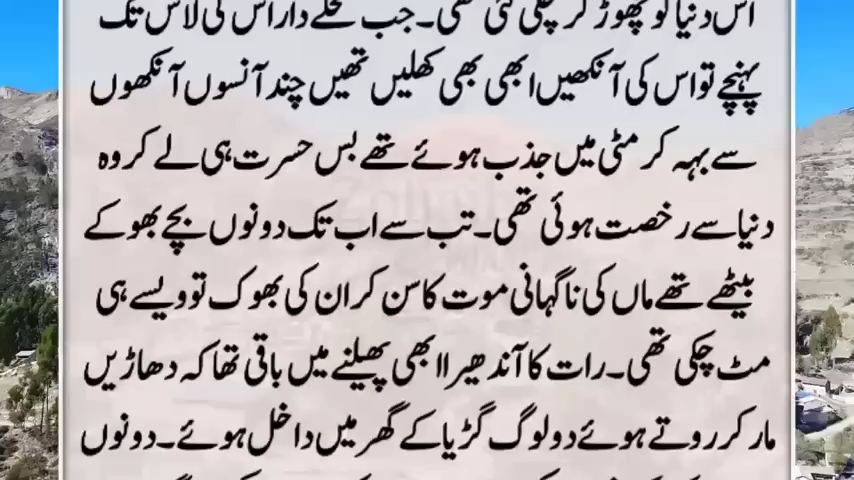 اس دنیا کو چھوڑ کر چلی گئی تھی۔ جب محلے دار اس کی لاش تک
پہنچے تو اس کی آنکھیں ابھی بھی کھلیں تھیں چند آنسوں آنکھوں
سے بہہ کر مٹی میں جذب ہوئے تھے بس حسرت ہی لے کر وہ
دنیا سے رخصت ہوئی تھی۔ تب سے اب تک دونوں بچے بھوکے
بیٹھے تھے ماں کی ناگہانی موت کا سن کر ان کی بھوک تو ویسے ہی
مٹ چکی تھی۔ رات کا آندھیرا ابھی پھیلنے میں باقی تھا کہ دھاڑیں
مار کر روتے ہوئے دو لوگ گڑیا کے گھر میں داخل ہوئے۔ دونوں